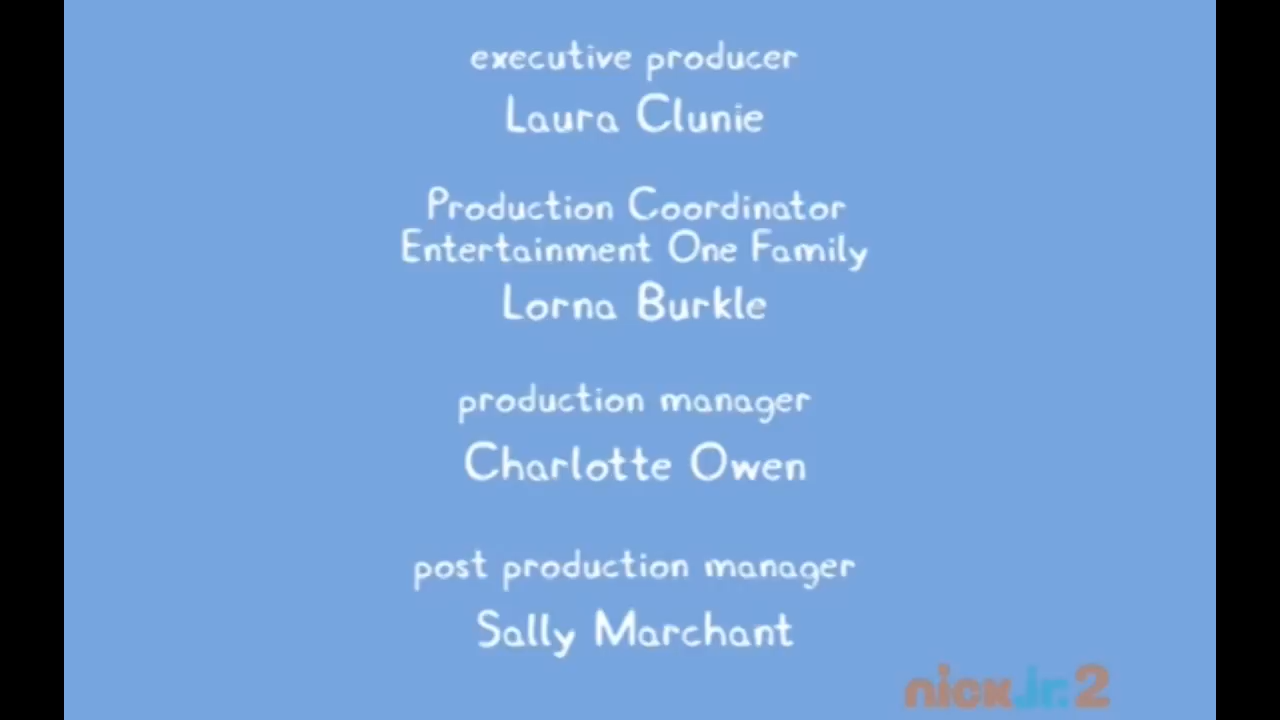 executive producer
Laura Clunie
Production Coordinator
Entertainment One Family
Lorna Burkle
production manager
Charlotte Owen
post production manager
Sally Marchant
nick jr. 2